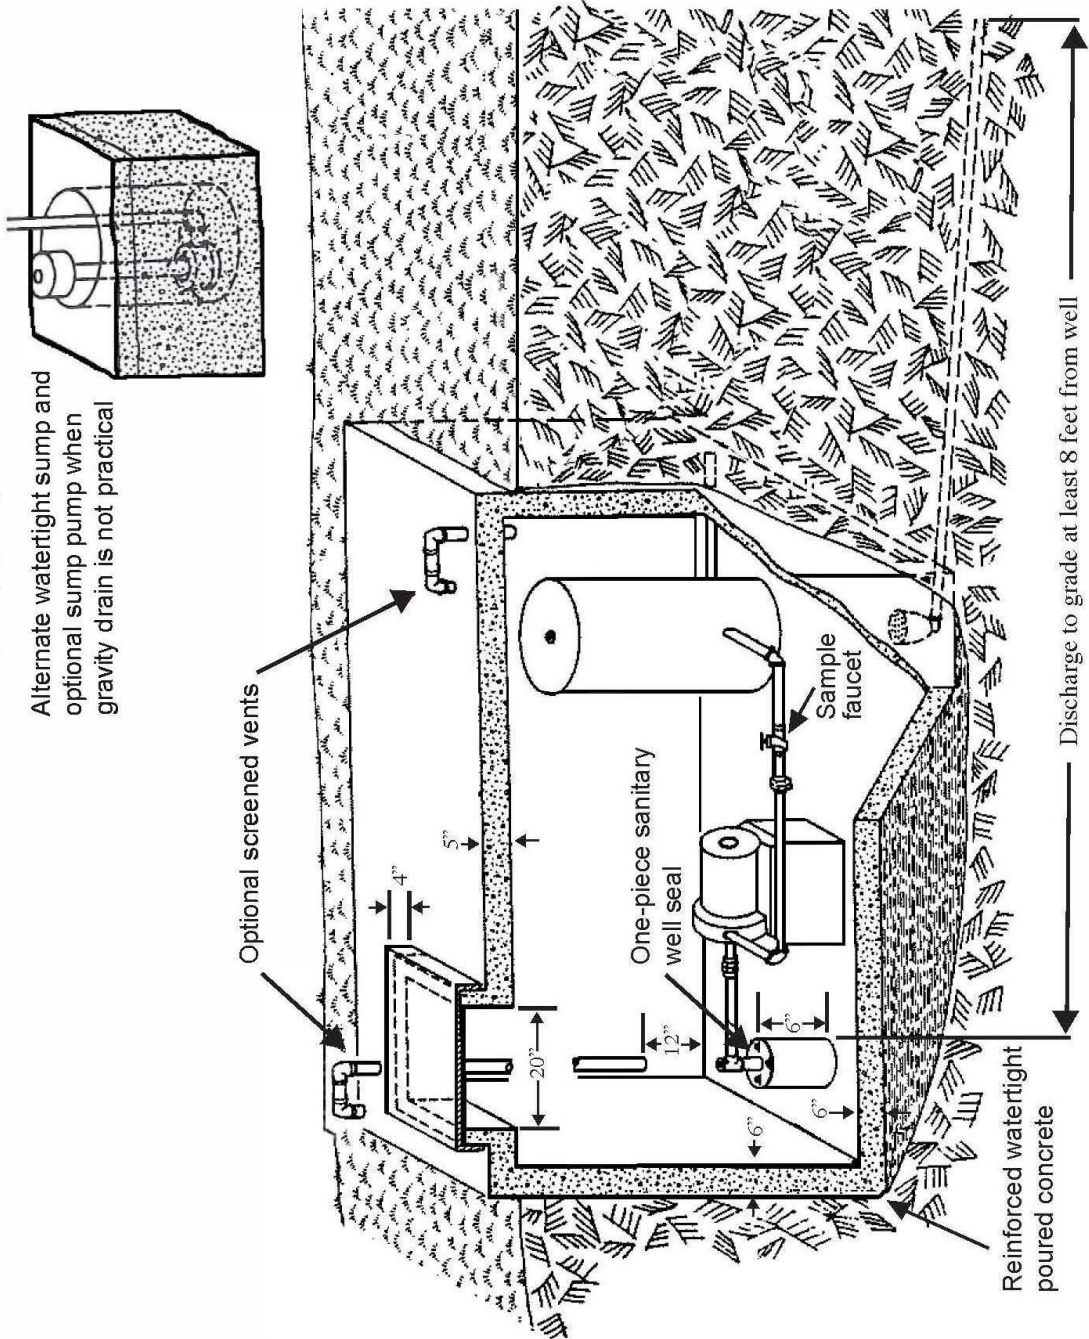 Alternate watertight sump and
optional sump pump when
gravity drain is not practical
Optional screened vents
4”
5”
20”
12”
One-piece sanitary
well seal
6”
6”
6”
Sample
faucet
Reinforced watertight
poured concrete
Discharge to grade at least 8 feet from well